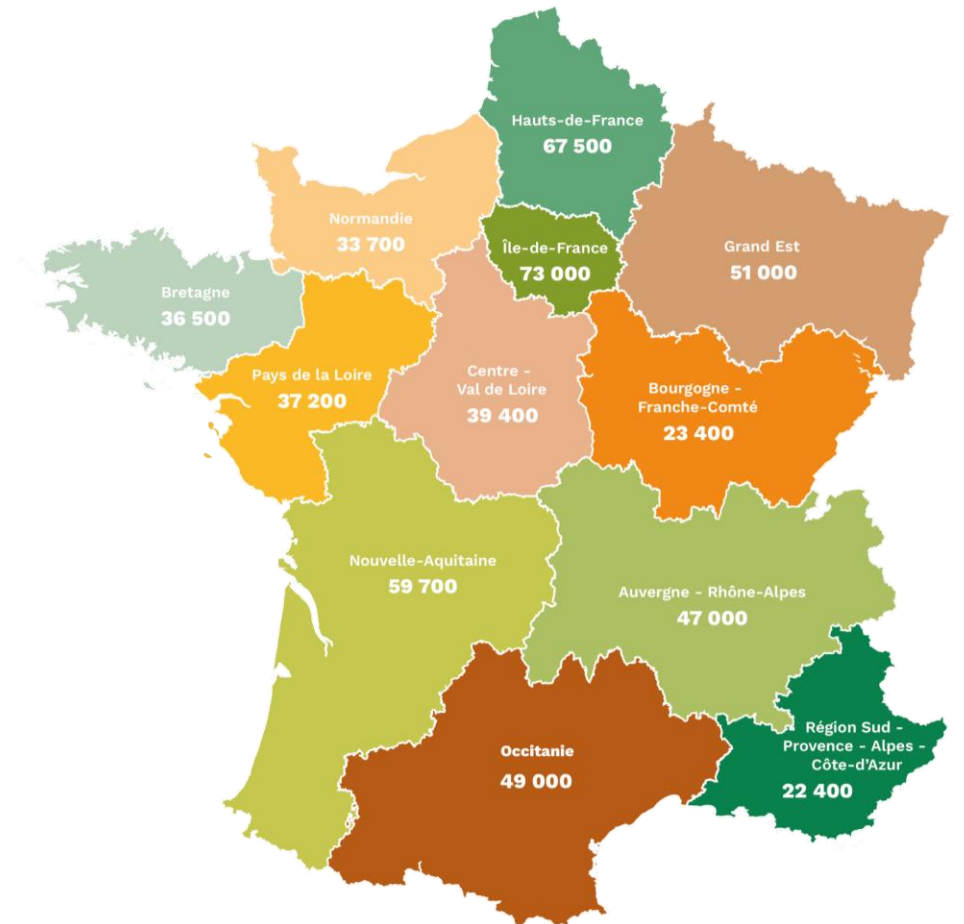 Hauts-de-France
67 500
Normandie
33 700
Île-de-France
73 000
Grand Est
51 000
Bretagne
36 500
Pays de la Loire
37 200
Centre -
Val de Loire
39 400
Bourgogne -
Franche-Comté
23 400
Nouvelle-Aquitaine
59 700
Auvergne - Rhône-Alpes
47 000
Occitanie
49 000
Région Sud -
Provence - Alpes -
Côte-d’Azur
22 400